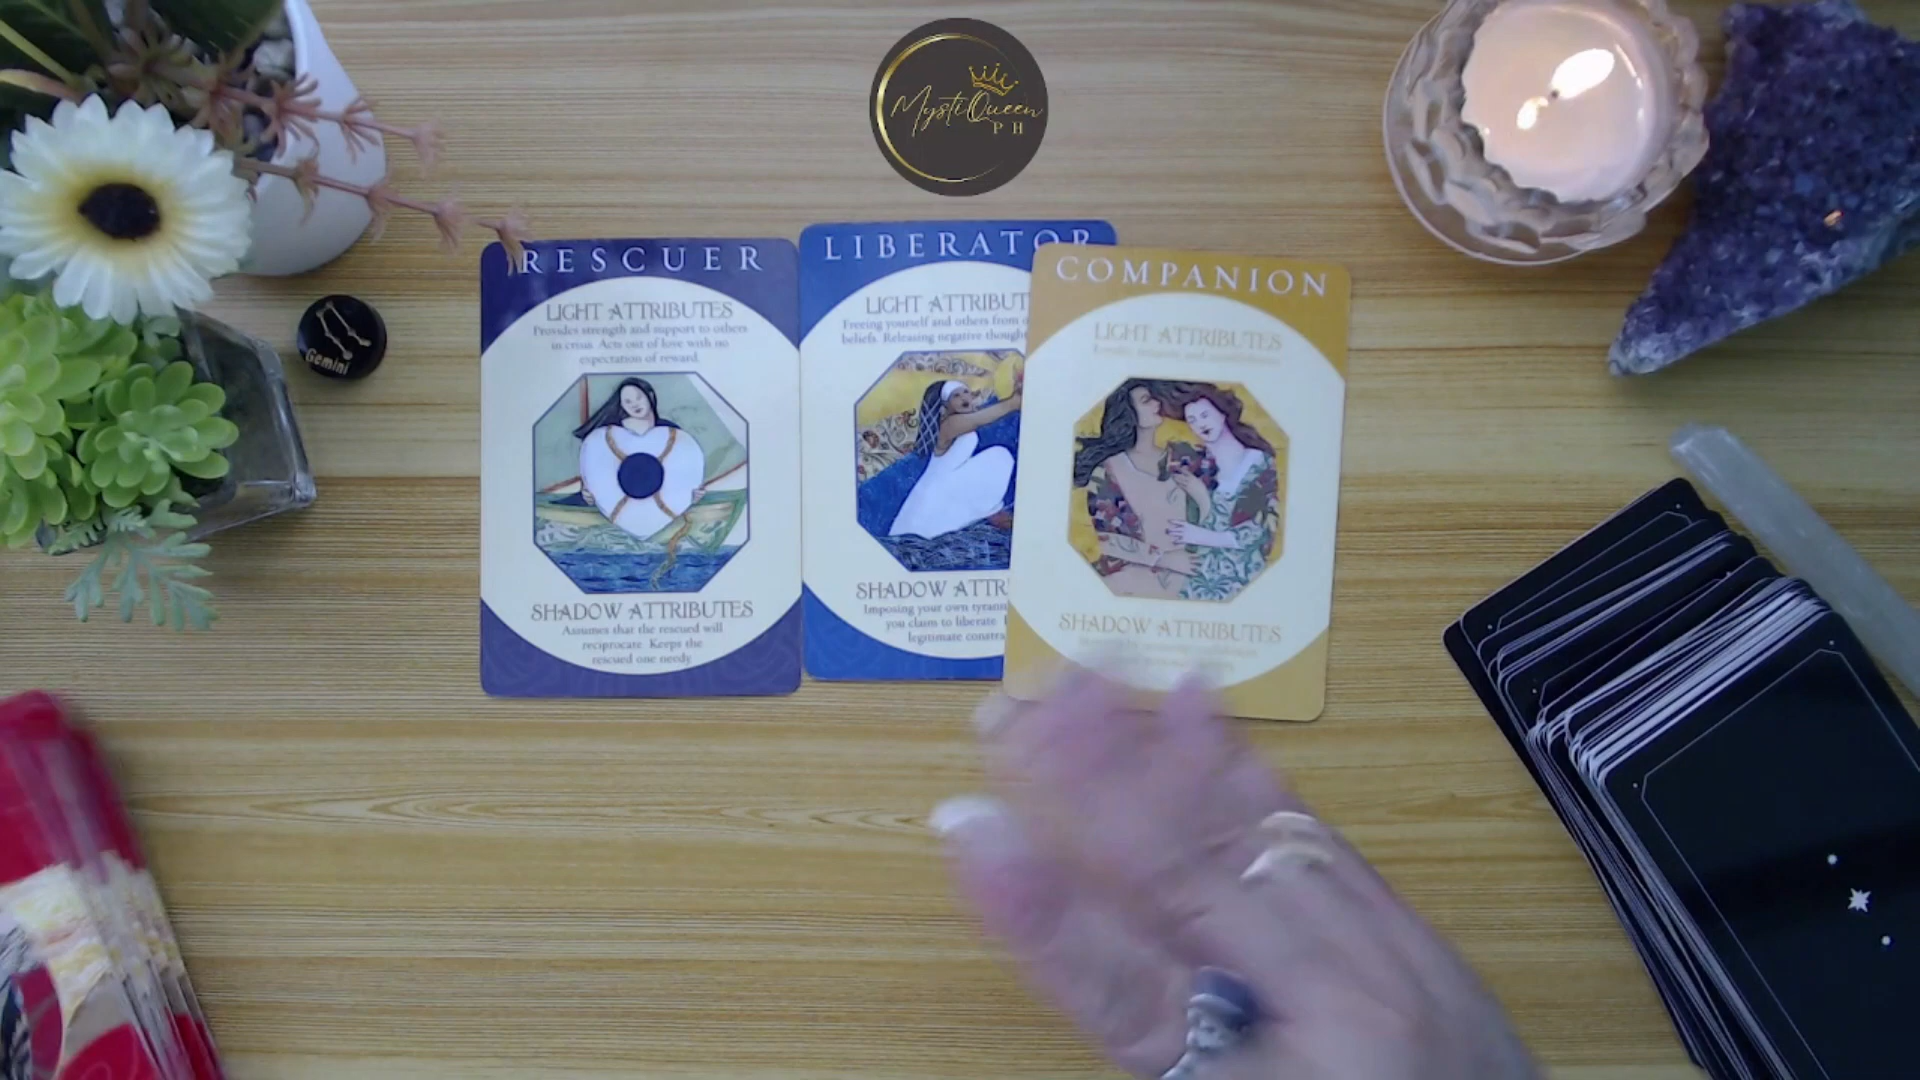 MystiQueen
PH
RESCUER
LIGHT ATTRIBUTES
Provides strength and support to others
in crisis. Acts out of love with no
expectation of reward.
SHADOW ATTRIBUTES
Assumes that the rescued will
reciprocate. Keeps the
rescued one needy.
LIBERATOR
LIGHT ATTRIBUT
Freeing yourself and others from
beliefs. Releasing negative though
SHADOW ATTR
Imposing your own tyran
you claim to liberate.
legitimate constra
COMPANION
LIGHT ATTRIBUTES
SHADOW ATTRIBUTES
Gemini